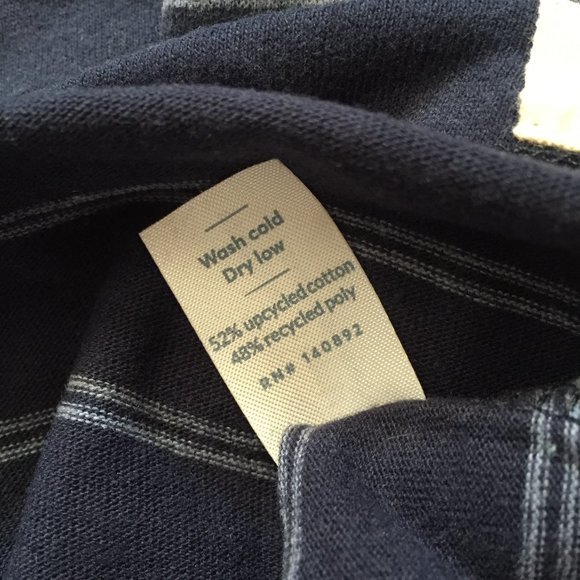 Wash cold
Dry low
52% upcycled cotton
48% recycled poly
RN# 140892